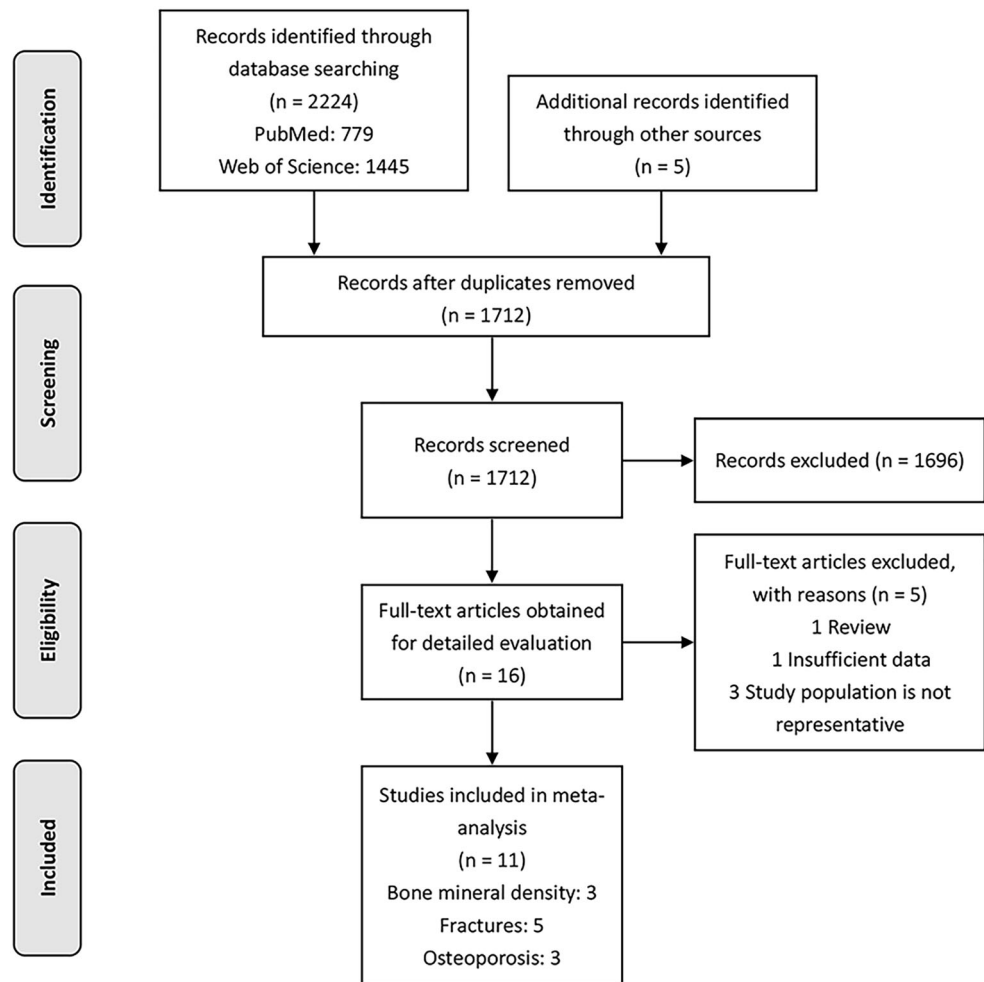 Identification
Records identified through
database searching
(n = 2224)
PubMed: 779
Web of Science: 1445
Additional records identified
through other sources
(n = 5)
Records after duplicates removed
(n = 1712)
Screening
Records screened
(n = 1712)
Records excluded (n = 1696)
Eligibility
Full-text articles obtained
for detailed evaluation
(n = 16)
Full-text articles excluded,
with reasons (n = 5)
1 Review
1 Insufficient data
3 Study population is not
representative
Included
Studies included in meta-
analysis
(n = 11)
Bone mineral density: 3
Fractures: 5
Osteoporosis: 3